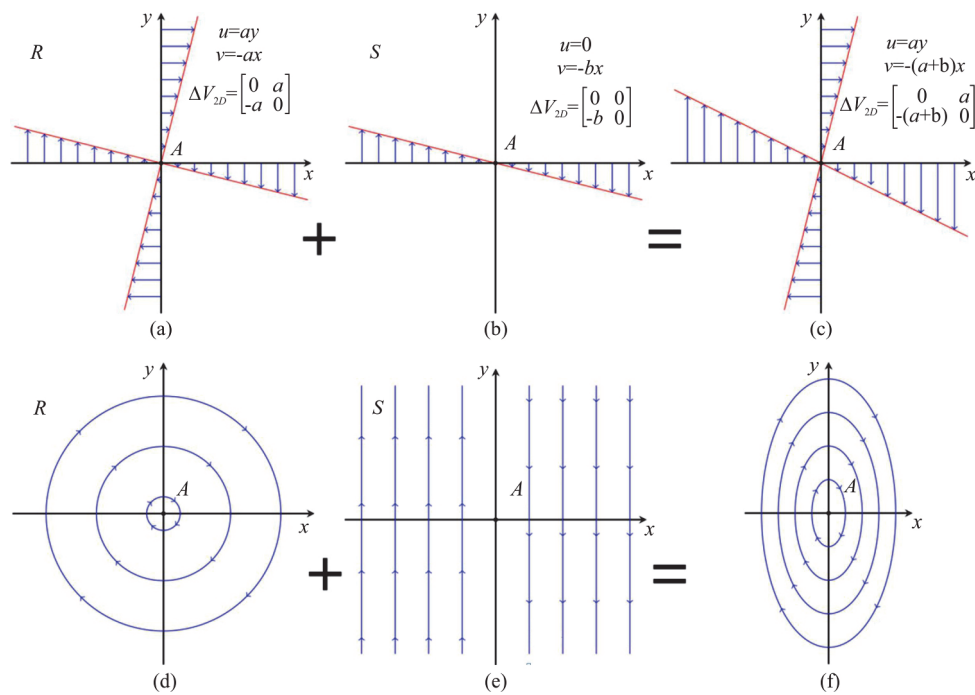 y
R
u=ay
v=-ax
ΔV2D=[0 a
-a 0]
A
x
(a)
+
y
S
u=0
v=-bx
ΔV2D=[0 0
-b 0]
A
x
(b)
=
y
u=ay
v=-(a+b)x
ΔV2D=[0 a
-(a+b) 0]
A
x
(c)
y
R
A
x
(d)
+
y
S
A
x
(e)
=
y
A
x
(f)